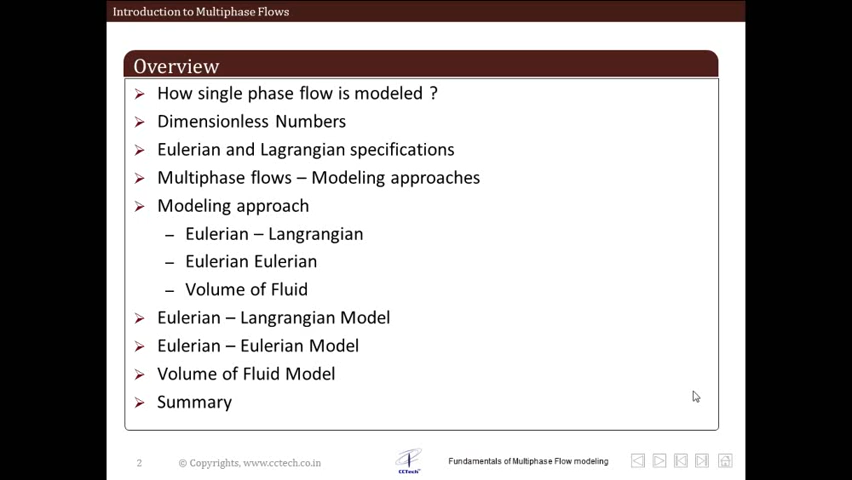 Introduction to Multiphase Flows
Overview
How single phase flow is modeled ?
Dimensionless Numbers
Eulerian and Lagrangian specifications
Multiphase flows – Modeling approaches
Modeling approach
– Eulerian – Langrangian
– Eulerian Eulerian
– Volume of Fluid
Eulerian – Langrangian Model
Eulerian – Eulerian Model
Volume of Fluid Model
Summary
2 © Copyrights, www.cctech.co.in CCTech Fundamentals of Multiphase Flow modeling